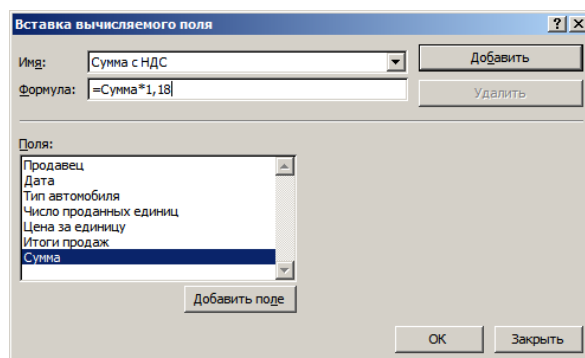 Вставка вычисляемого поля
Имя: Сумма с НДС Добавить
Формула: =Сумма*1,18 Удалить
Поля:
Продавец
Дата
Тип автомобиля
Число проданных единиц
Цена за единицу
Итоги продаж
Сумма
Добавить поле
ОК Закрыть